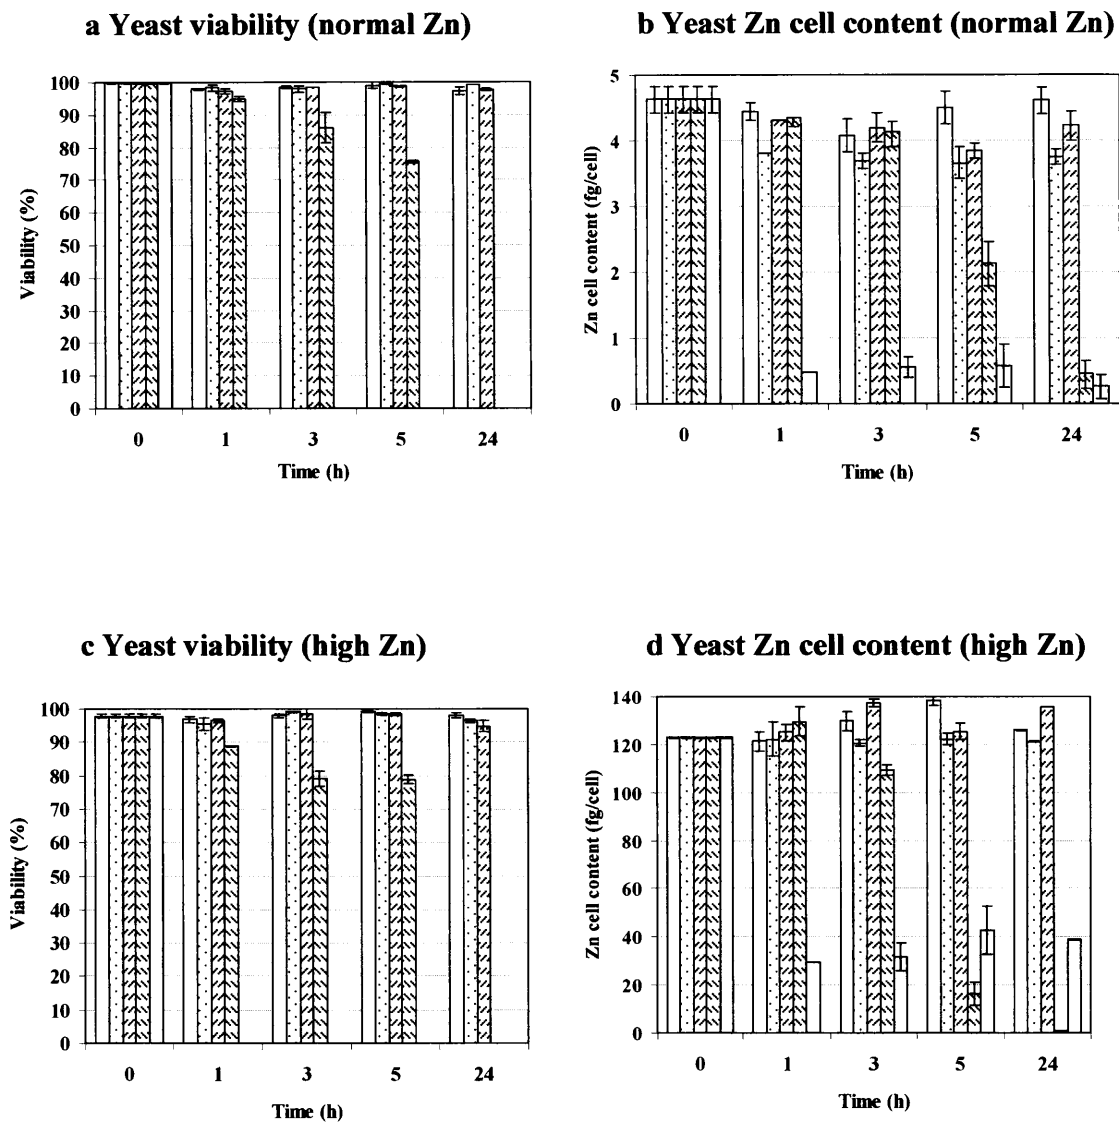 a Yeast viability (normal Zn)
100
90
80
70
60
50
40
30
20
10
0
Viability (%)
0 1 3 5 24
Time (h)
b Yeast Zn cell content (normal Zn)
5
4
3
2
1
0
Zn cell content (fg/cell)
0 1 3 5 24
Time (h)
c Yeast viability (high Zn)
100
90
80
70
60
50
40
30
20
10
0
Viability (%)
0 1 3 5 24
Time (h)
d Yeast Zn cell content (high Zn)
140
120
100
80
60
40
20
0
Zn cell content (fg/cell)
0 1 3 5 24
Time (h)